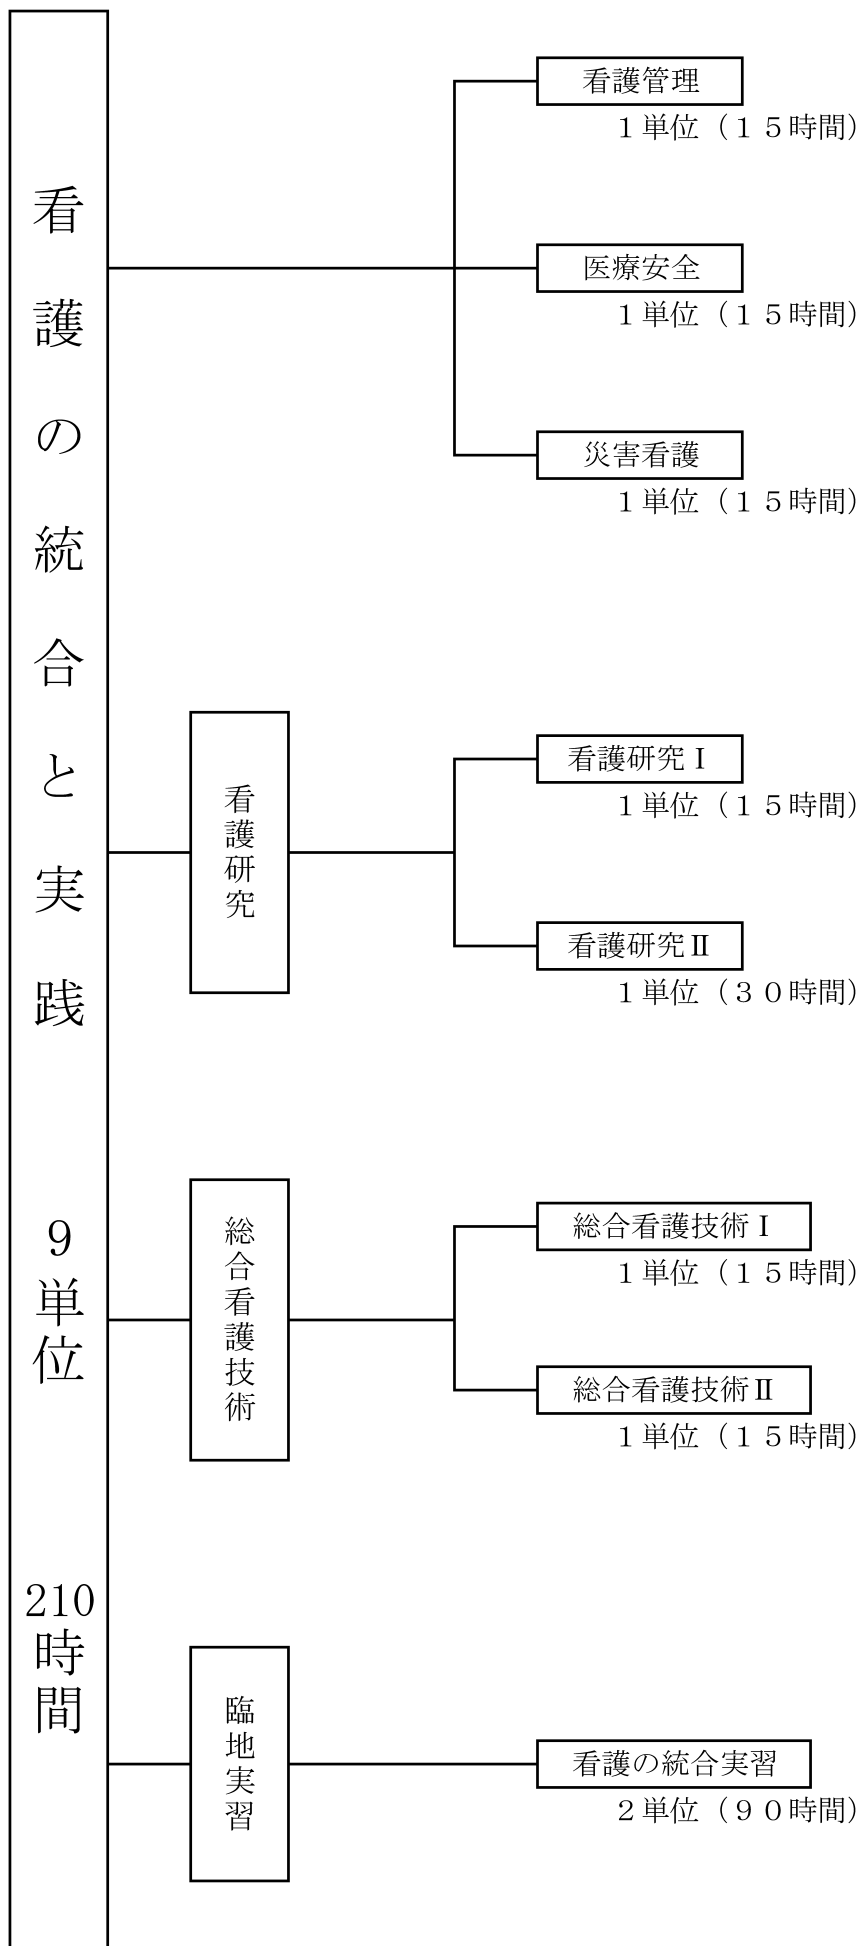 看護の統合と実践 9単位 210時間
看護管理
1単位（15時間）
医療安全
1単位（15時間）
災害看護
1単位（15時間）
看護研究
看護研究Ⅰ
1単位（15時間）
看護研究Ⅱ
1単位（30時間）
総合看護技術
総合看護技術Ⅰ
1単位（15時間）
総合看護技術Ⅱ
1単位（15時間）
臨地実習
看護の統合実習
2単位（90時間）